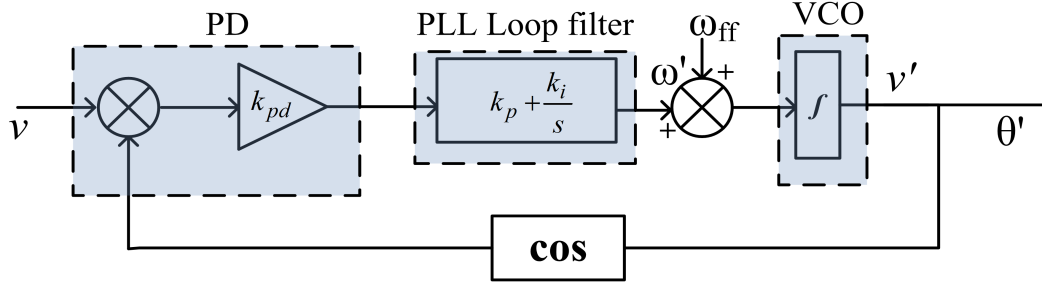 PD
PLL Loop filter
VCO
ω_ff
v
k_pd
k_p + k_i/s
ω'
+
+
∫
v'
θ'
cos